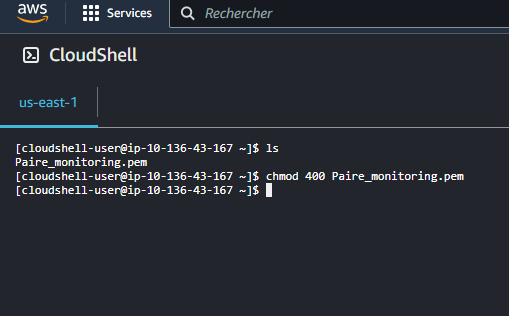 aws
Services
Rechercher
CloudShell
us-east-1
[cloudshell-user@ip-10-136-43-167 ~]$ ls
Paire_monitoring.pem
[cloudshell-user@ip-10-136-43-167 ~]$ chmod 400 Paire_monitoring.pem
[cloudshell-user@ip-10-136-43-167 ~]$